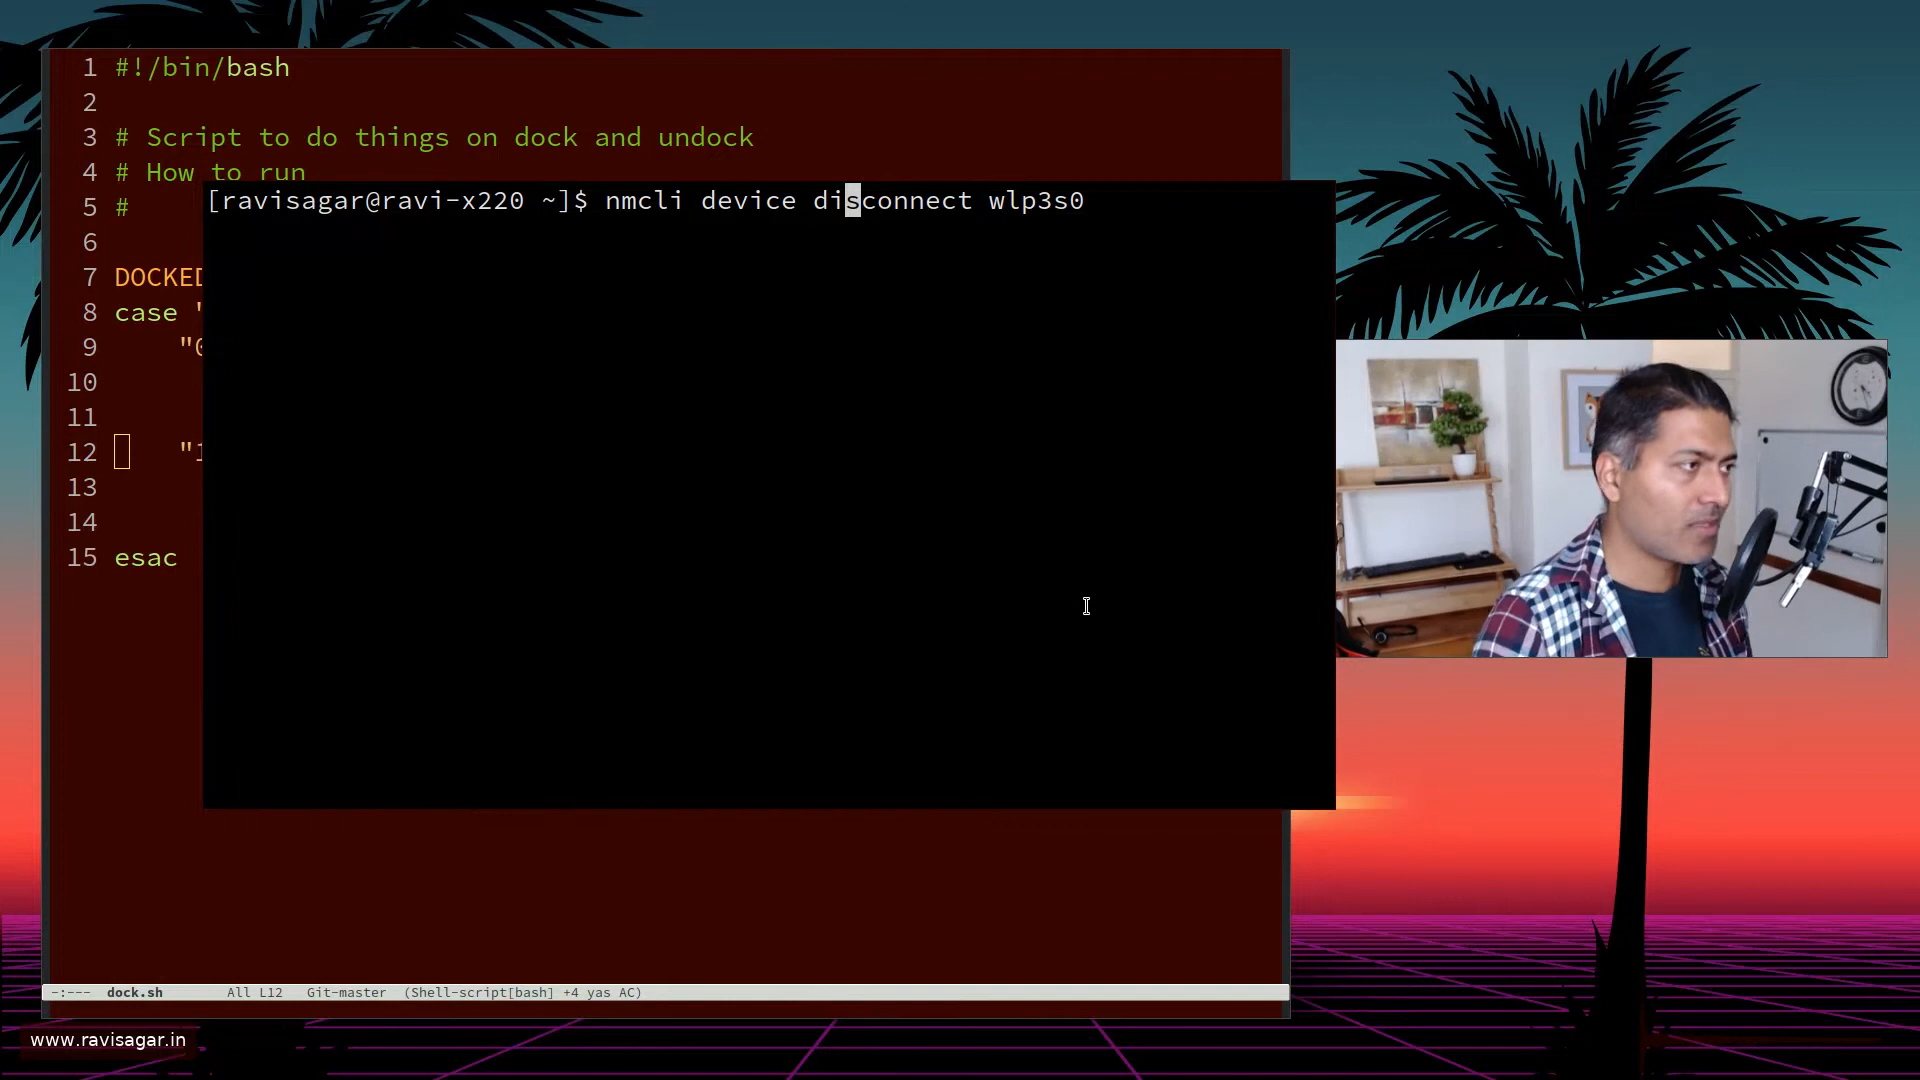 1 #!/bin/bash
2
3 # Script to do things on dock and undock
4 # How to run
5 #
6
7 DOCKED
8 case "
9 "0
10
11
12 "1
13
14
15 esac
[ravisagar@ravi-x220 ~]$ nmcli device disconnect wlp3s0
-:--- dock.sh All L12 Git-master (Shell-script[bash] +4 yas AC)
www.ravisagar.in